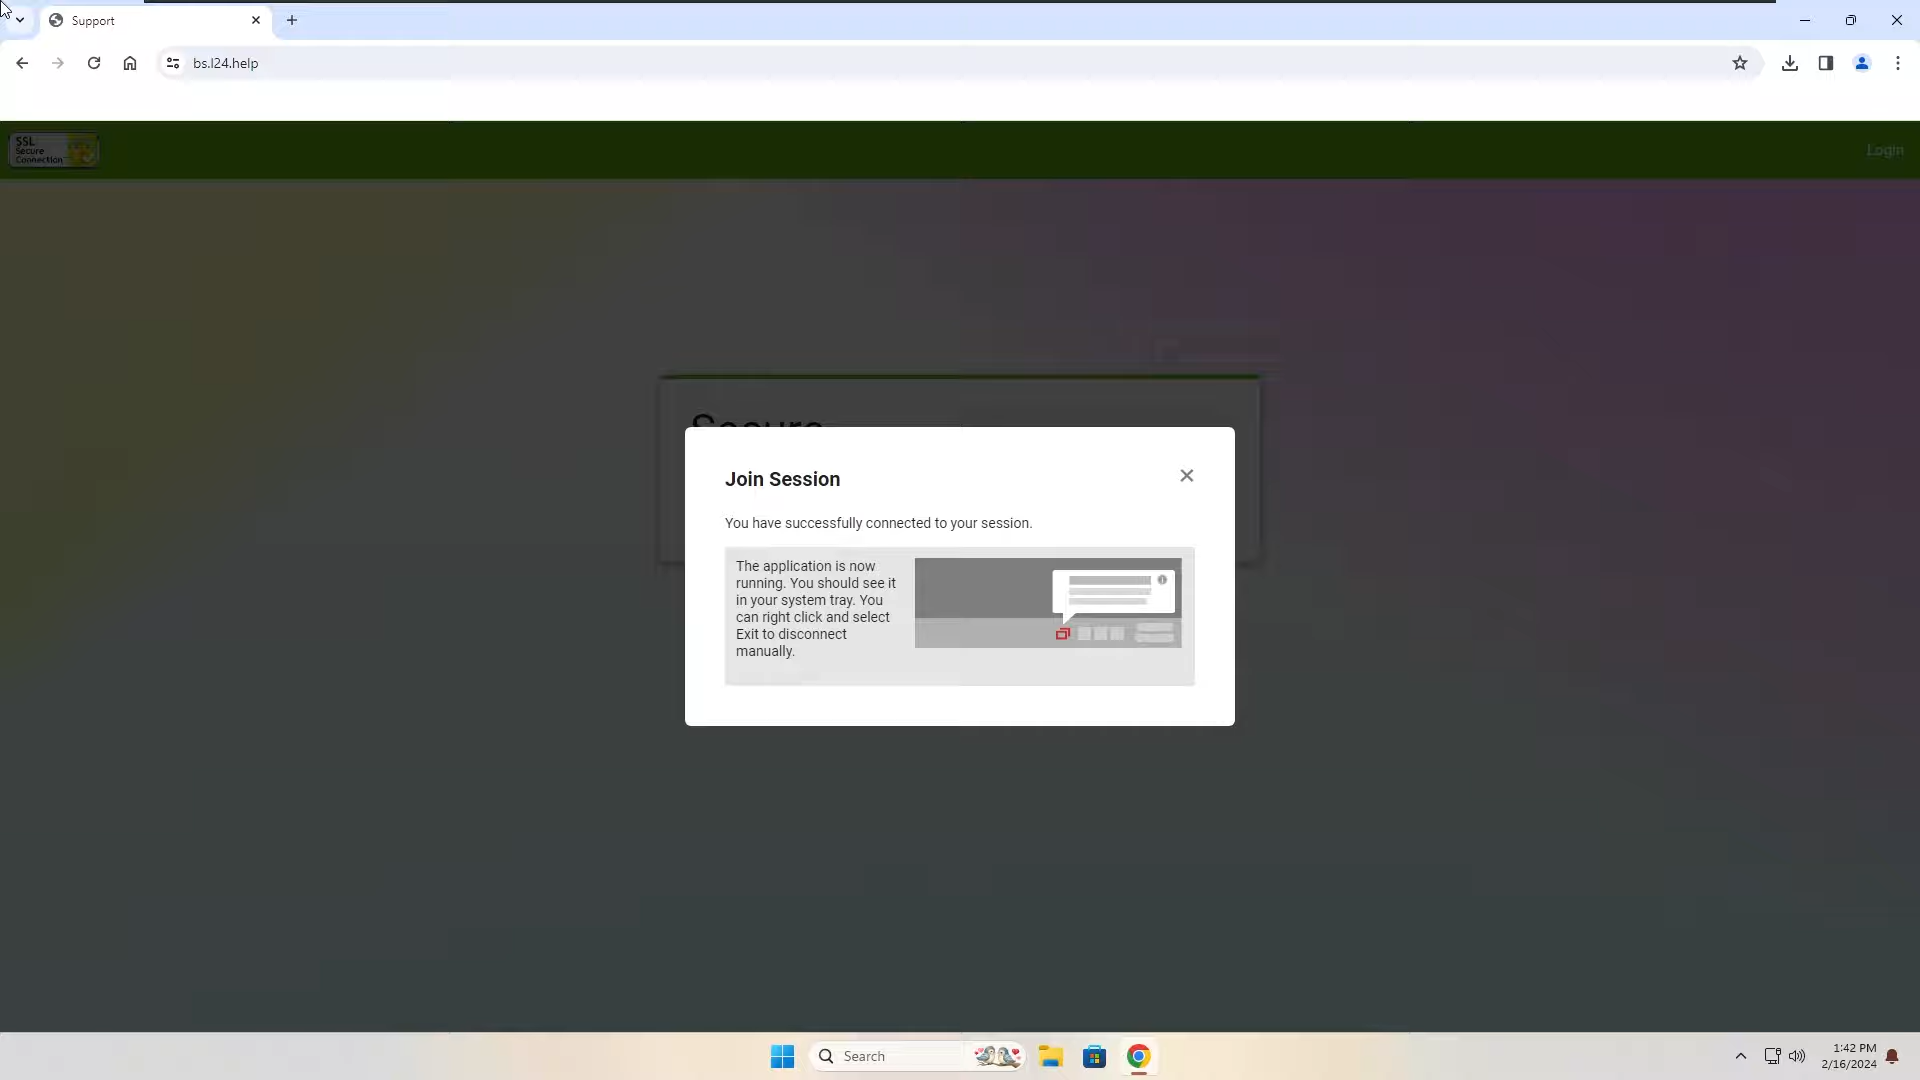 Support
bs.l24.help
SSL
Secure
Connection
Login
Secure
Join Session
You have successfully connected to your session.
The application is now
running. You should see it
in your system tray. You
can right click and select
Exit to disconnect
manually.
Search
1:42 PM
2/16/2024